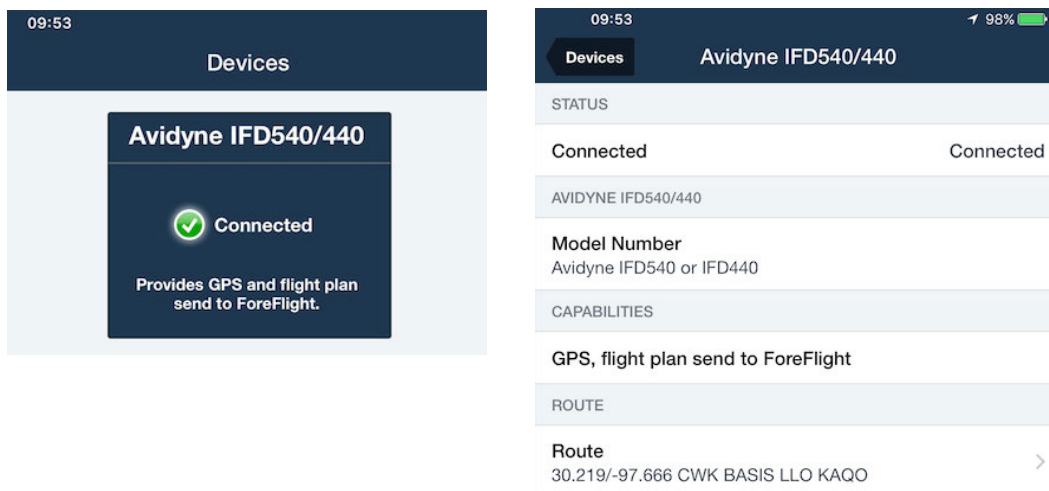 09:53
Devices
Avidyne IFD540/440
Connected
Provides GPS and flight plan
send to ForeFlight.
09:53
98%
Devices
Avidyne IFD540/440
STATUS
Connected
Connected
AVIDYNE IFD540/440
Model Number
Avidyne IFD540 or IFD440
CAPABILITIES
GPS, flight plan send to ForeFlight
ROUTE
Route
30.219/-97.666 CWK BASIS LLO KAQO